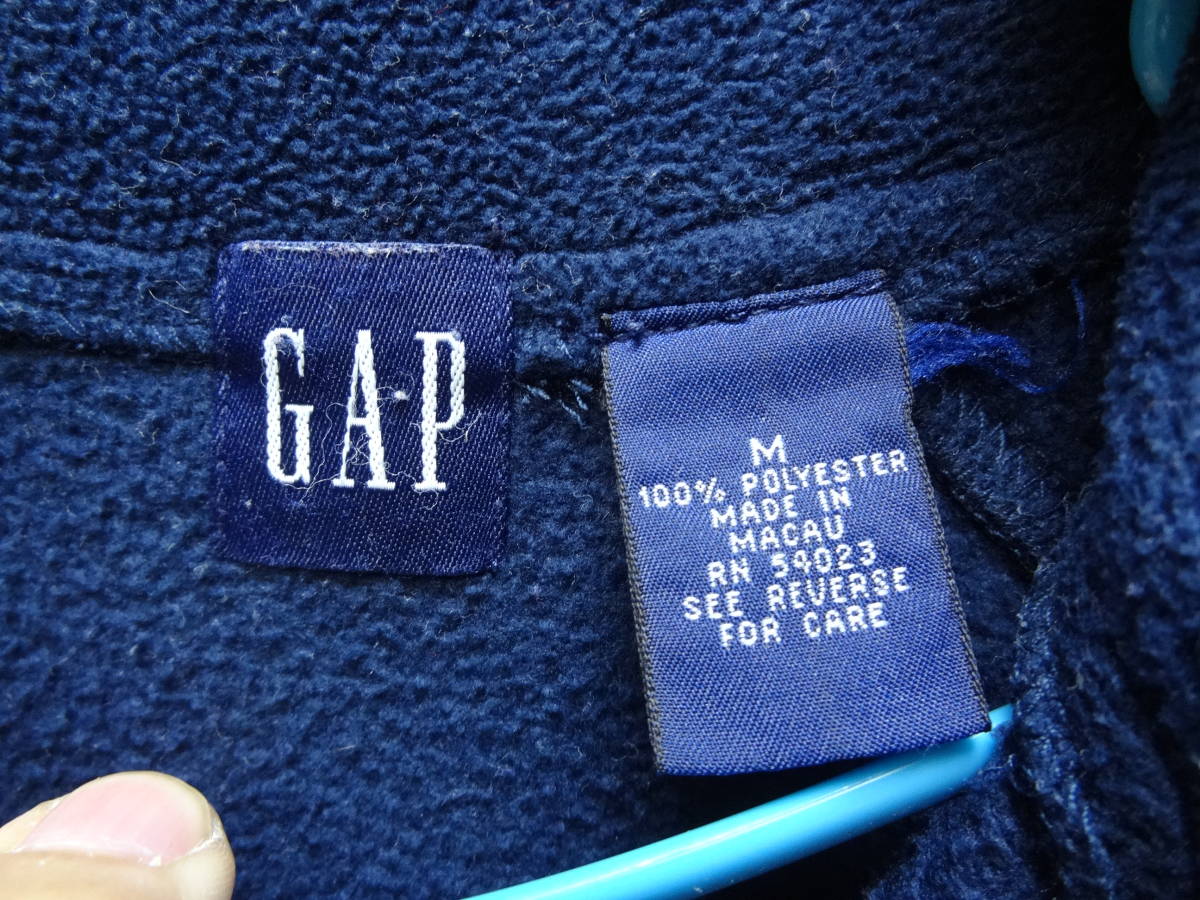 GAP
M
100% POLYESTER
MADE IN
MACAU
RN 54023
SEE REVERSE
FOR CARE